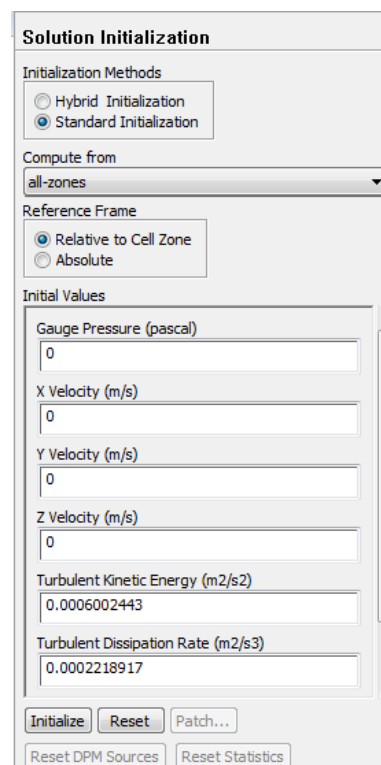 Solution Initialization
Initialization Methods
Hybrid Initialization
Standard Initialization
Compute from
all-zones
Reference Frame
Relative to Cell Zone
Absolute
Initial Values
Gauge Pressure (pascal)
0
X Velocity (m/s)
0
Y Velocity (m/s)
0
Z Velocity (m/s)
0
Turbulent Kinetic Energy (m2/s2)
0.0006002443
Turbulent Dissipation Rate (m2/s3)
0.0002218917
Initialize Reset Patch...
Reset DPM Sources Reset Statistics